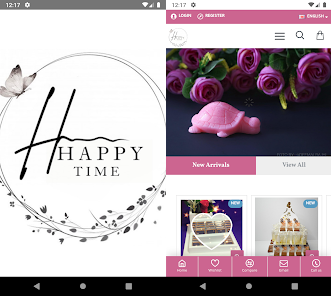 12:17
HAPPY
TIME
12:17
LOGIN
REGISTER
ENGLISH
New Arrivals
View All
NEW
NEW
Home
Wishlist
Compare
Email
Call us